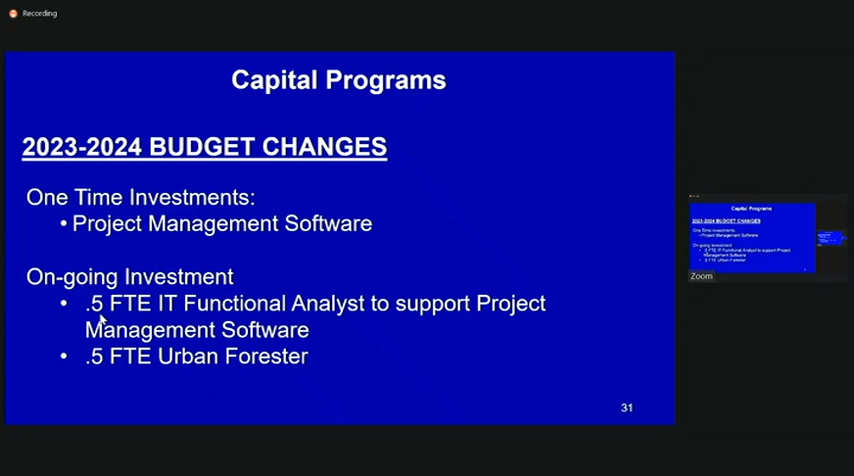 Recording
Capital Programs
2023-2024 BUDGET CHANGES
One Time Investments:
• Project Management Software
On-going Investment
• .5 FTE IT Functional Analyst to support Project
Management Software
• .5 FTE Urban Forester
31
Capital Programs
2023-2024 BUDGET CHANGES
One Time Investments:
• Project Management Software
On-going Investment
• .5 FTE IT Functional Analyst to support Project
Management Software
• .5 FTE Urban Forester
Zoom